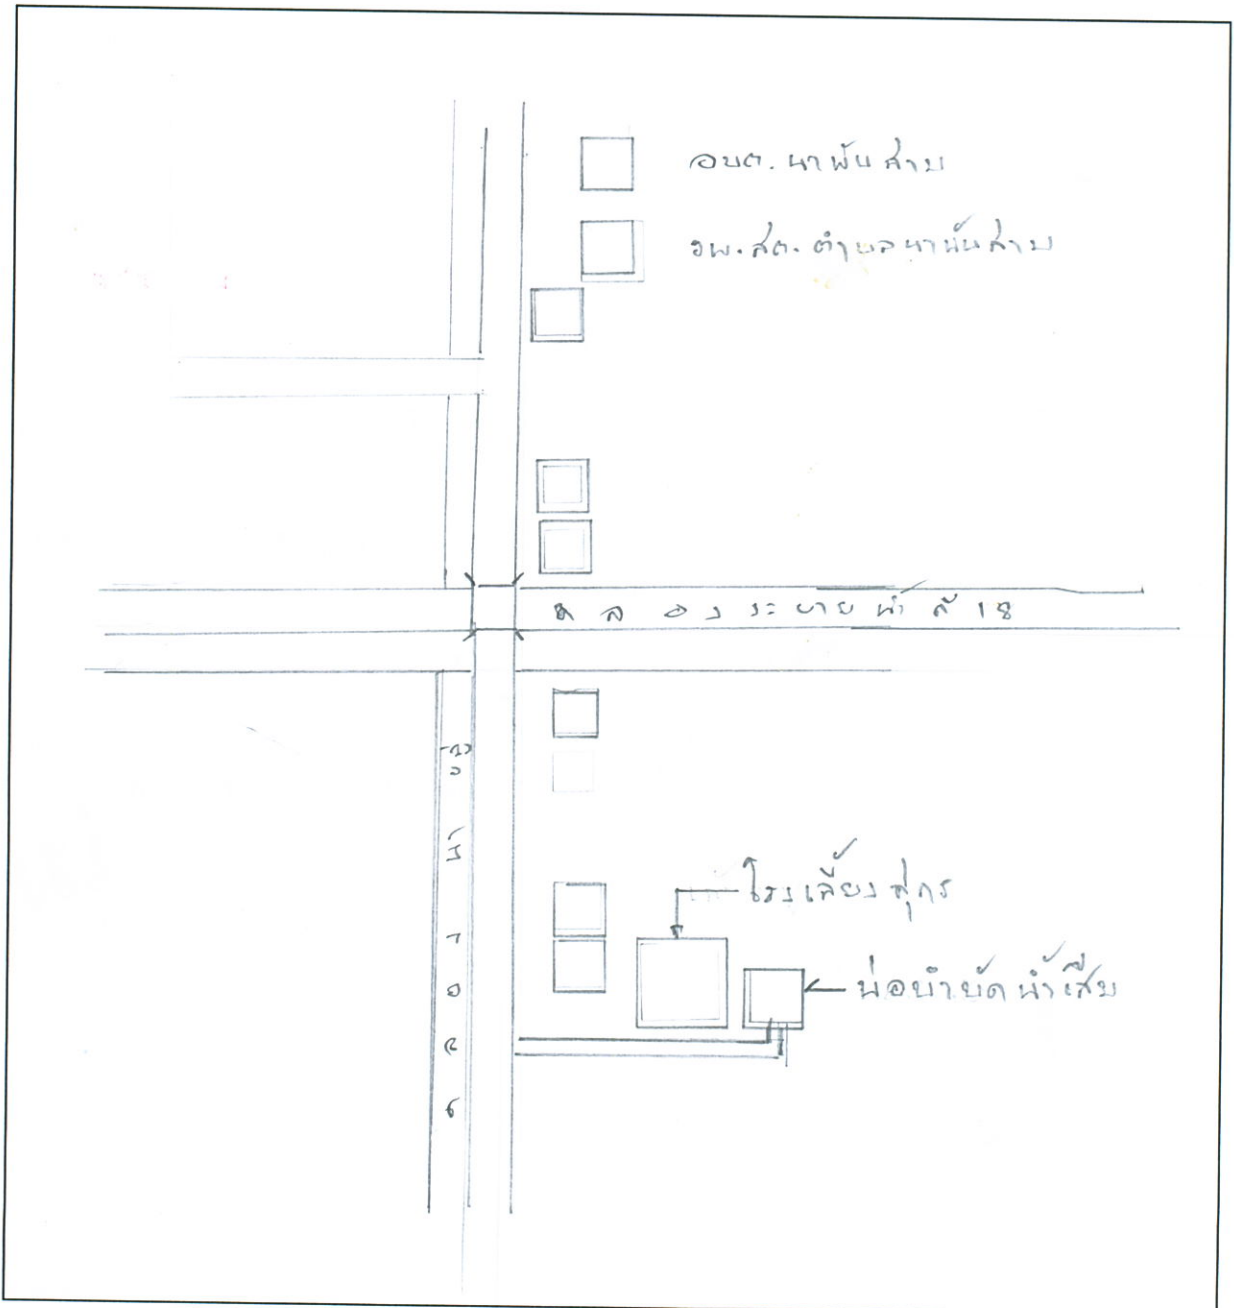 อบต. นาพันสาม
รพ.สต. ตำบลนาพันสาม
คลองระบายน้ำ สี 18
โรงเลี้ยงสุกร
บ่อบำบัดน้ำเสีย